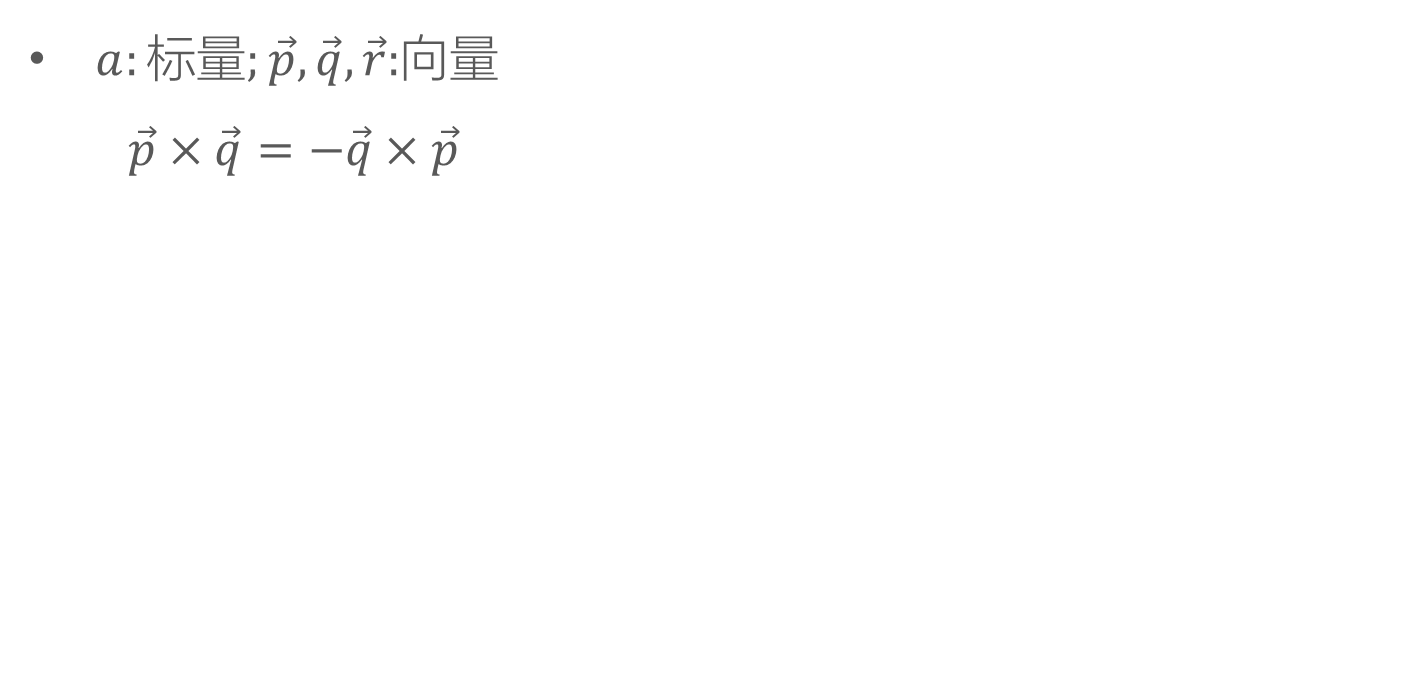 • a: 标量; p⃗, q⃗, r⃗:向量
p⃗ × q⃗ = −q⃗ × p⃗